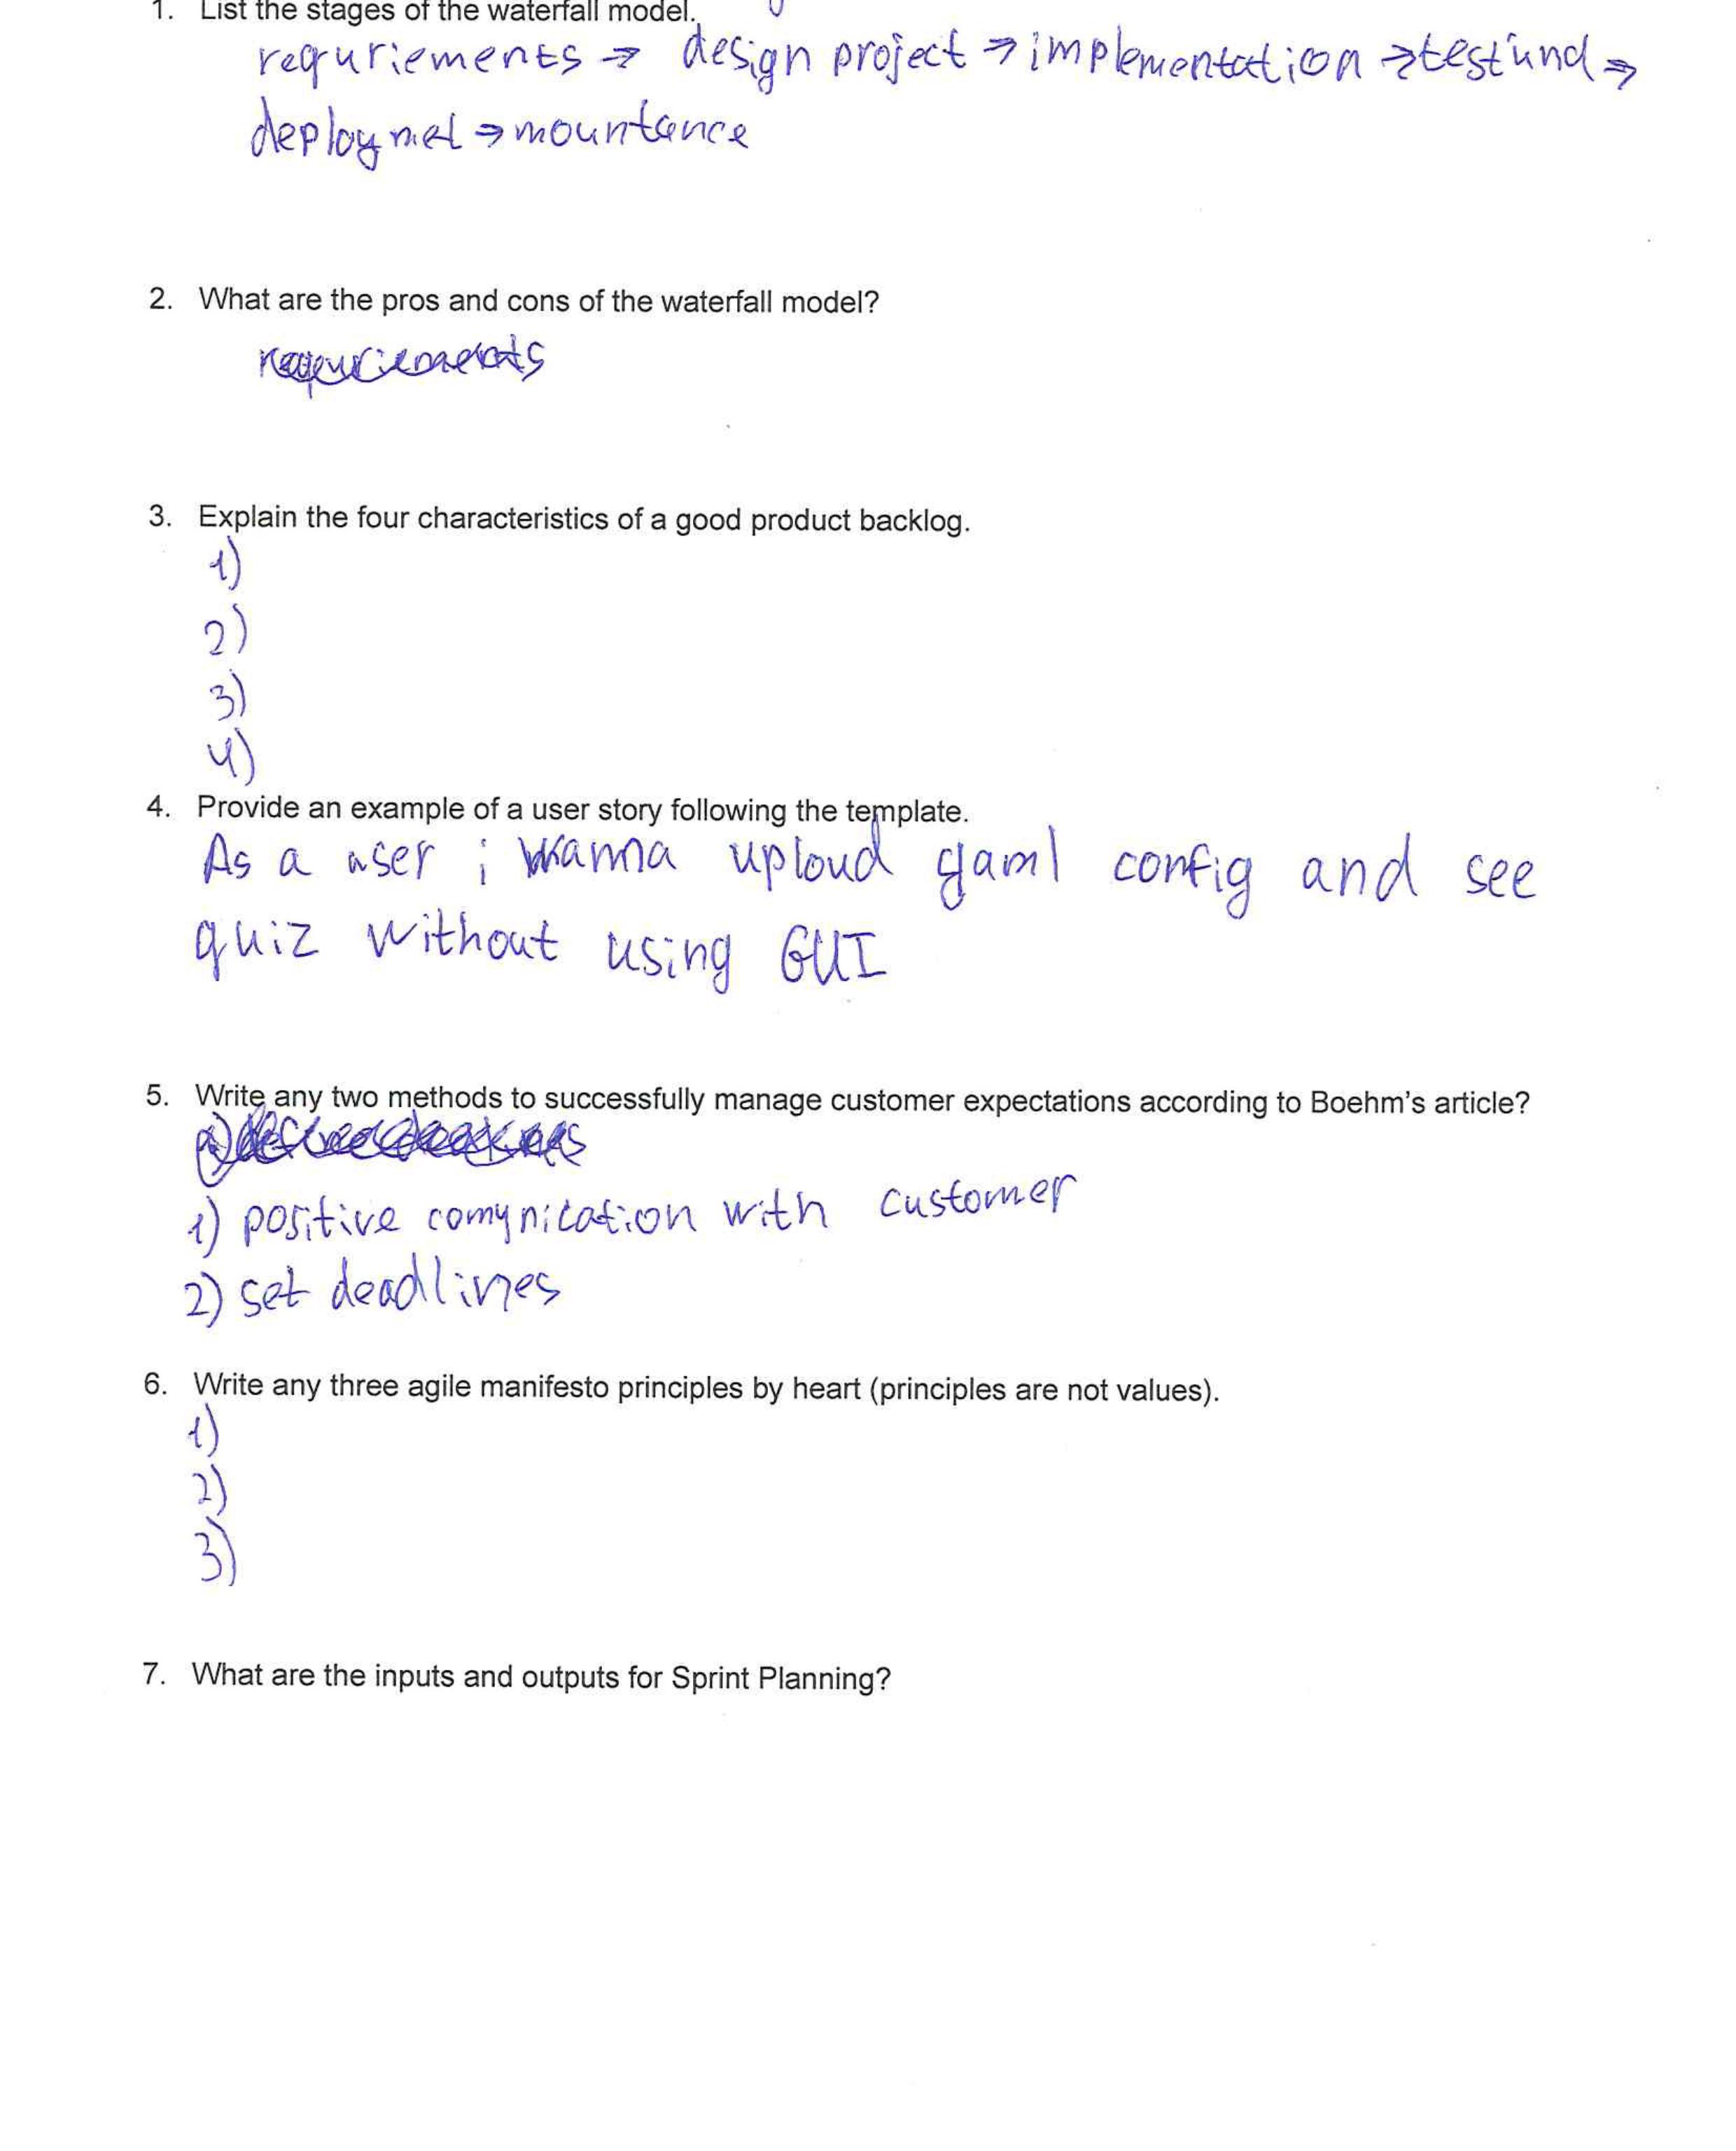 1. List the stages of the waterfall model.
requriements → design project → implementation → test
→ mountance
2. What are the pros and cons of the waterfall model?
requriements
3. Explain the four characteristics of a good product backlog.
1)
2)
3)
4)
4. Provide an example of a user story following the template.
As a user i wanna uploud yaml config and see
quiz without using GUI
5. Write any two methods to successfully manage customer expectations according to Boehm's article?
1) positive comynication with customer
2) set deadlines
6. Write any three agile manifesto principles by heart (principles are not values).
1)
2)
3)
7. What are the inputs and outputs for Sprint Planning?